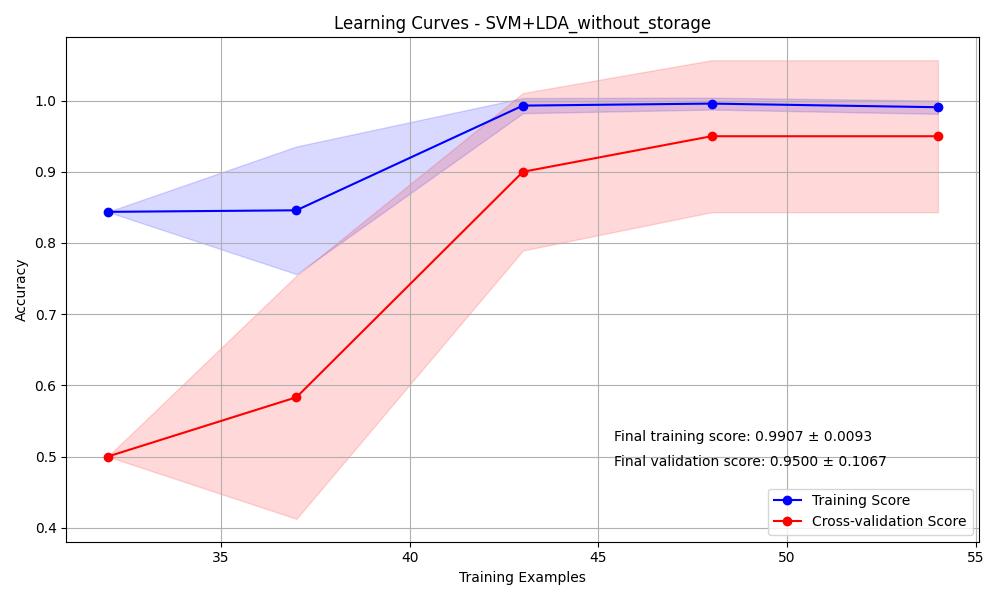 Learning Curves - SVM+LDA_without_storage
Accuracy
1.0
0.9
0.8
0.7
0.6
0.5
0.4
Final training score: 0.9907 ± 0.0093
Final validation score: 0.9500 ± 0.1067
Training Score
Cross-validation Score
35
40
45
50
55
Training Examples